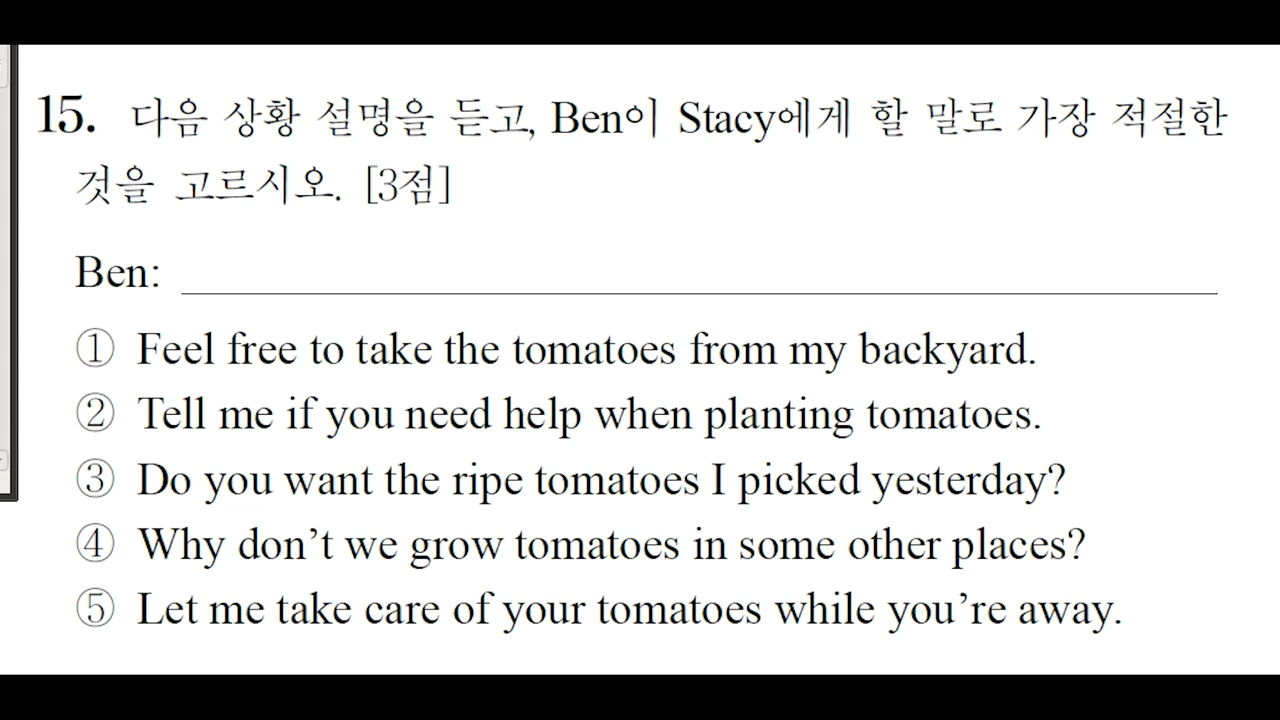 15. 다음 상황 설명을 듣고, Ben이 Stacy에게 할 말로 가장 적절한
것을 고르시오. [3점]
Ben:
① Feel free to take the tomatoes from my backyard.
② Tell me if you need help when planting tomatoes.
③ Do you want the ripe tomatoes I picked yesterday?
④ Why don’t we grow tomatoes in some other places?
⑤ Let me take care of your tomatoes while you’re away.